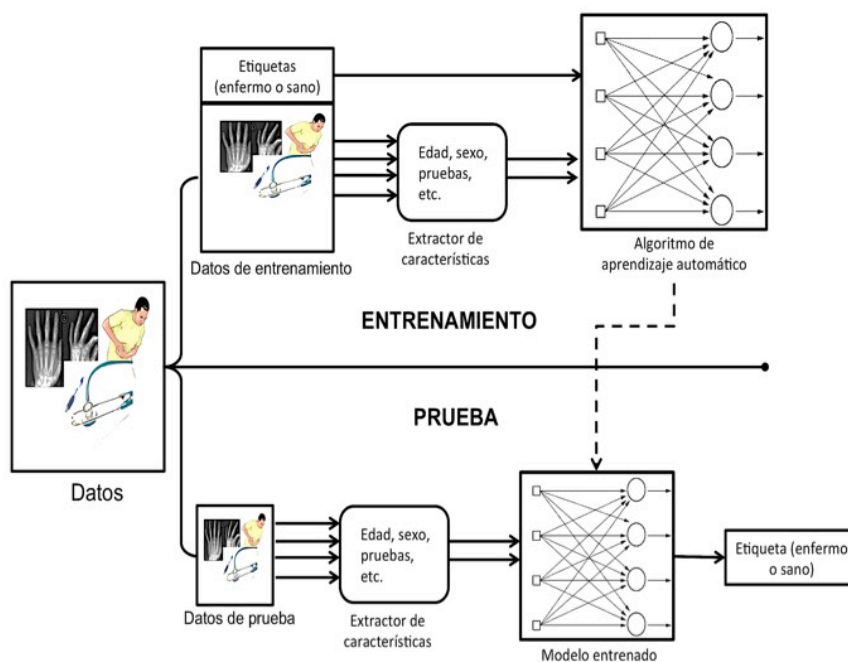 Etiquetas
(enfermo o sano)
Edad, sexo,
pruebas,
etc.
Extractor de
características
Datos de entrenamiento
Algoritmo de
aprendizaje automático
ENTRENAMIENTO
Datos
PRUEBA
Edad, sexo,
pruebas,
etc.
Etiqueta (enfermo
o sano)
Datos de prueba
Extractor de
características
Modelo entrenado